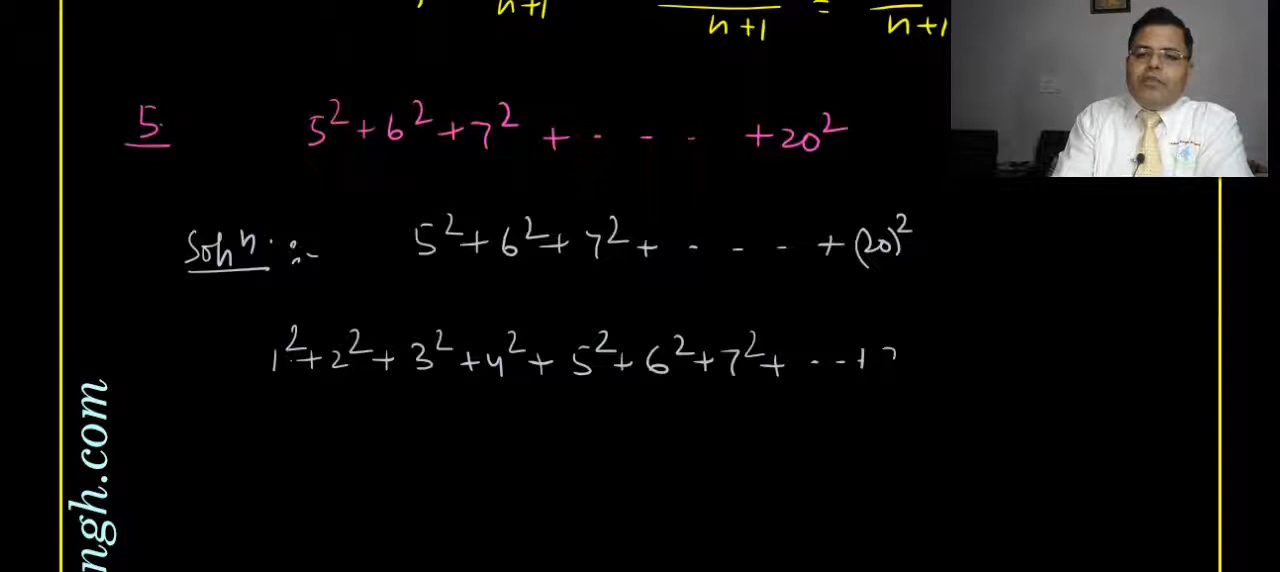 n+1 n+1 = n+1
5. 5² + 6² + 7² + - - - + 20²
Solⁿ. :- 5² + 6² + 7² + - - - + (20)²
1² + 2² + 3² + 4² + 5² + 6² + 7² + - - + 2
ngh.com